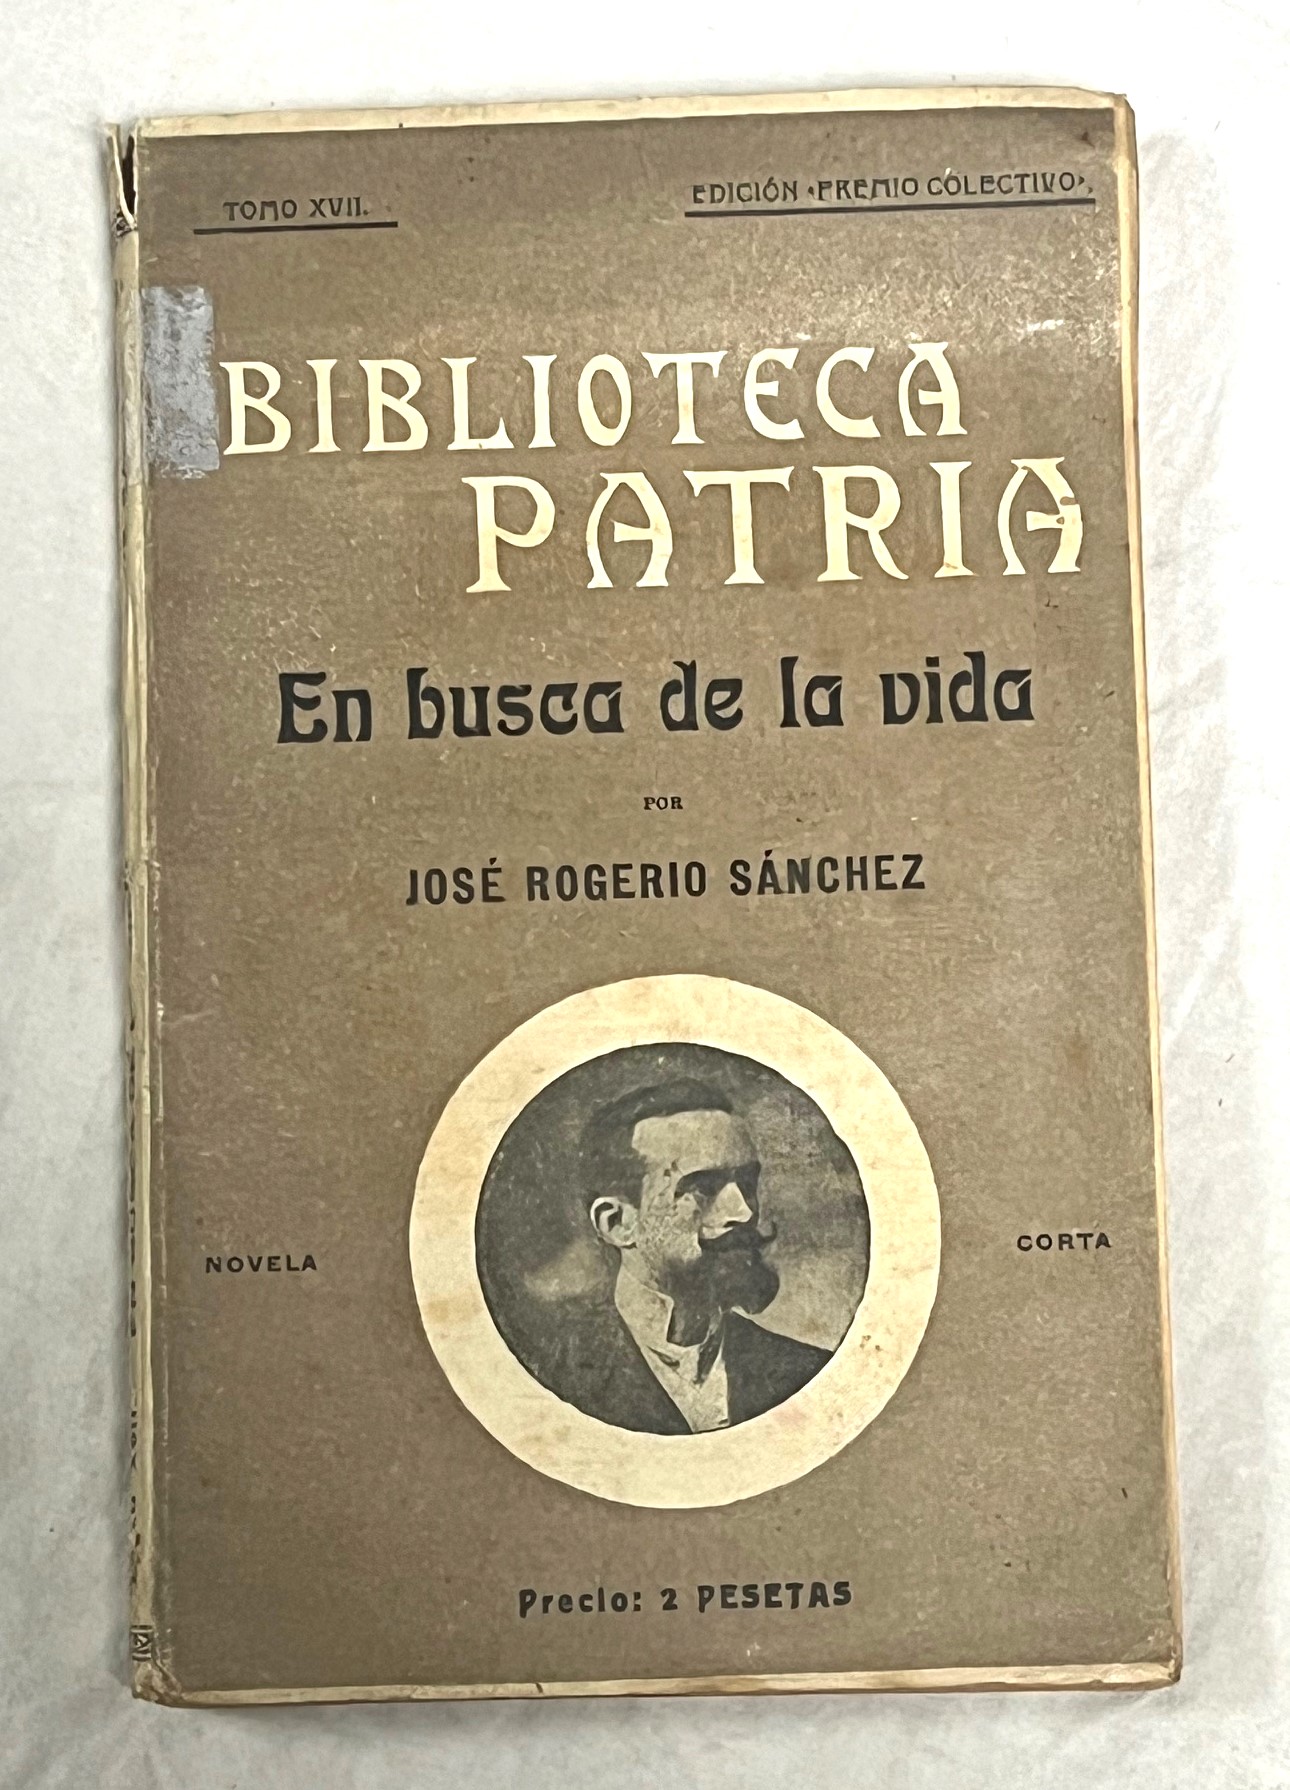 TOMO XVII.
EDICIÓN «PREMIO COLECTIVO»,
BIBLIOTECA
PATRIA
En busca de la vida
POR
JOSÉ ROGERIO SÁNCHEZ
NOVELA
CORTA
Precio: 2 PESETAS